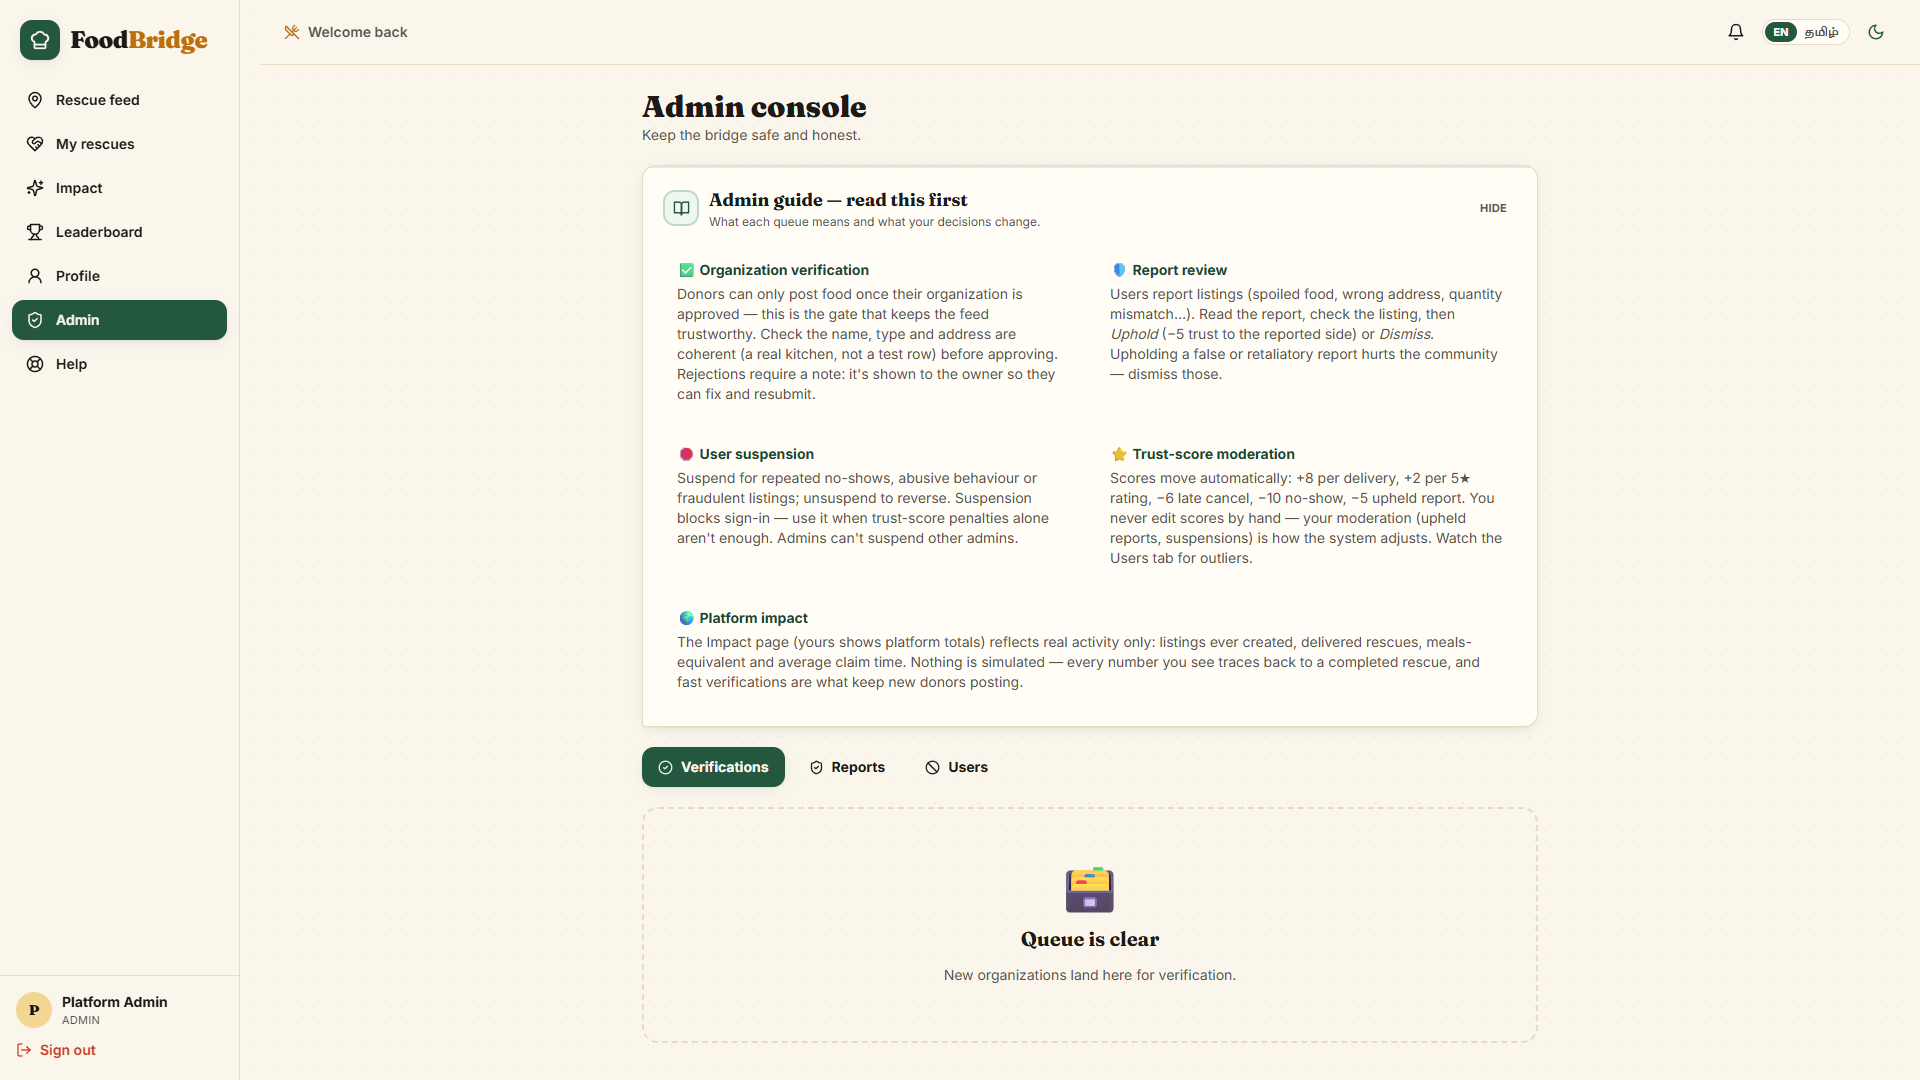 FoodBridge
Rescue feed
My rescues
Impact
Leaderboard
Profile
Admin
Help
Platform Admin
P
ADMIN
Sign out
Welcome back
EN தமிழ்
Admin console
Keep the bridge safe and honest.
Admin guide — read this first
What each queue means and what your decisions change.
HIDE
Organization verification
Donors can only post food once their organization is
approved — this is the gate that keeps the feed
trustworthy. Check the name, type and address are
coherent (a real kitchen, not a test row) before approving.
Rejections require a note: it's shown to the owner so they
can fix and resubmit.
Report review
Users report listings (spoiled food, wrong address, quantity
mismatch…). Read the report, check the listing, then
Uphold (−5 trust to the reported side) or Dismiss.
Upholding a false or retaliatory report hurts the community
— dismiss those.
User suspension
Suspend for repeated no-shows, abusive behaviour or
fraudulent listings; unsuspend to reverse. Suspension
blocks sign-in — use it when trust-score penalties alone
aren't enough. Admins can't suspend other admins.
Trust-score moderation
Scores move automatically: +8 per delivery, +2 per 5★
rating, −6 late cancel, −10 no-show, −5 upheld report. You
never edit scores by hand — your moderation (upheld
reports, suspensions) is how the system adjusts. Watch the
Users tab for outliers.
Platform impact
The Impact page (yours shows platform totals) reflects real activity only: listings ever created, delivered rescues, meals-
equivalent and average claim time. Nothing is simulated — every number you see traces back to a completed rescue, and
fast verifications are what keep new donors posting.
Verifications
Reports
Users
Queue is clear
New organizations land here for verification.